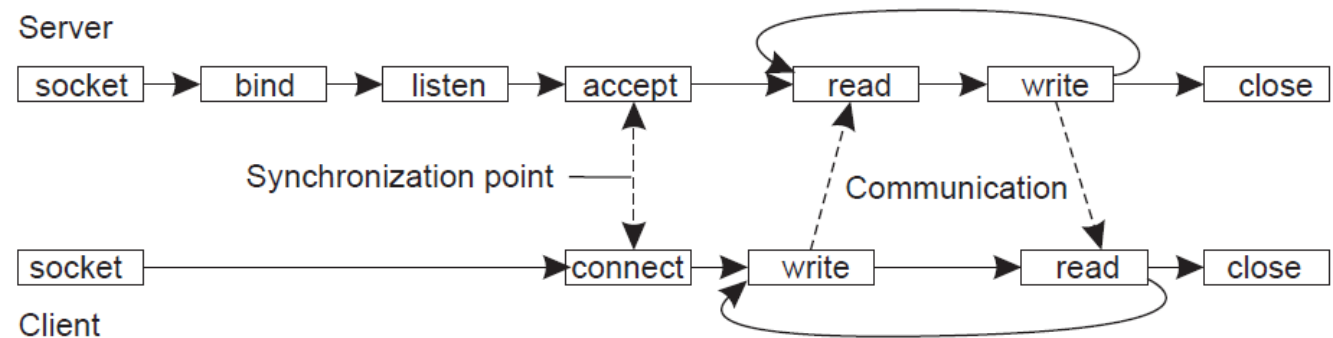 Server
socket bind listen accept read write close
Synchronization point
Communication
socket connect write read close
Client